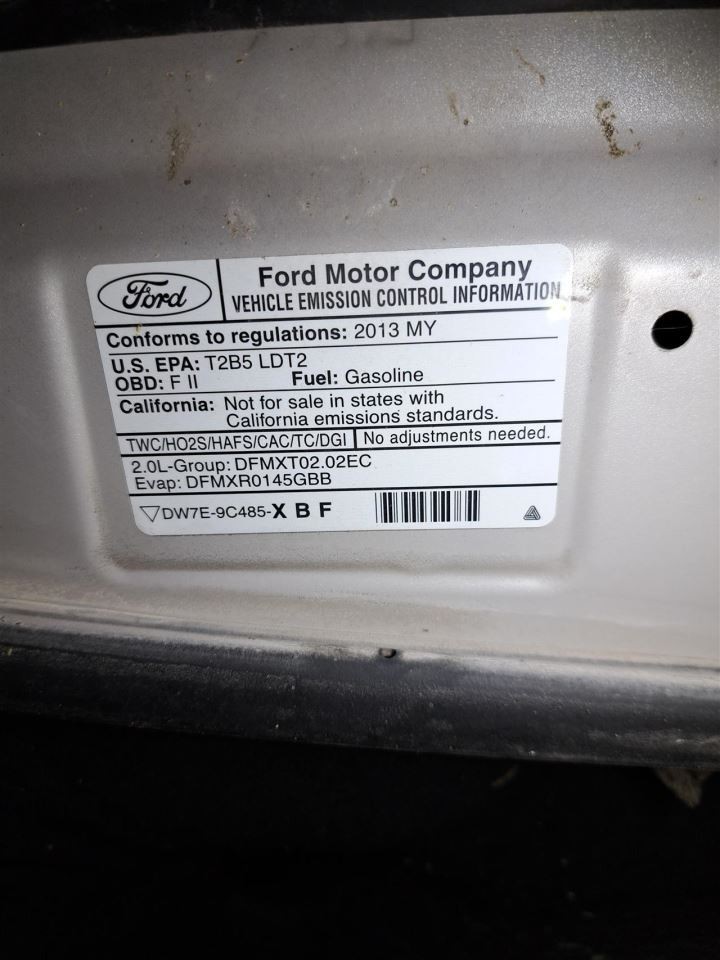 Ford
Ford Motor Company
VEHICLE EMISSION CONTROL INFORMATION
Conforms to regulations: 2013 MY
U.S. EPA: T2B5 LDT2
OBD: F II Fuel: Gasoline
California: Not for sale in states with
California emissions standards.
TWC/HO2S/HAFS/CAC/TC/DGI No adjustments needed.
2.0L-Group: DFMXT02.02EC
Evap: DFMXR0145GBB
DW7E-9C485-X B F